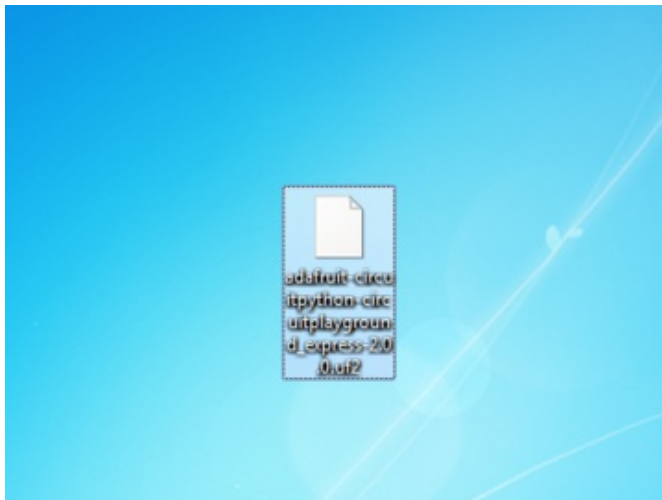 adafruit-circu
itpython-circ
uitplaygroun
d_express-2.0
.0.uf2